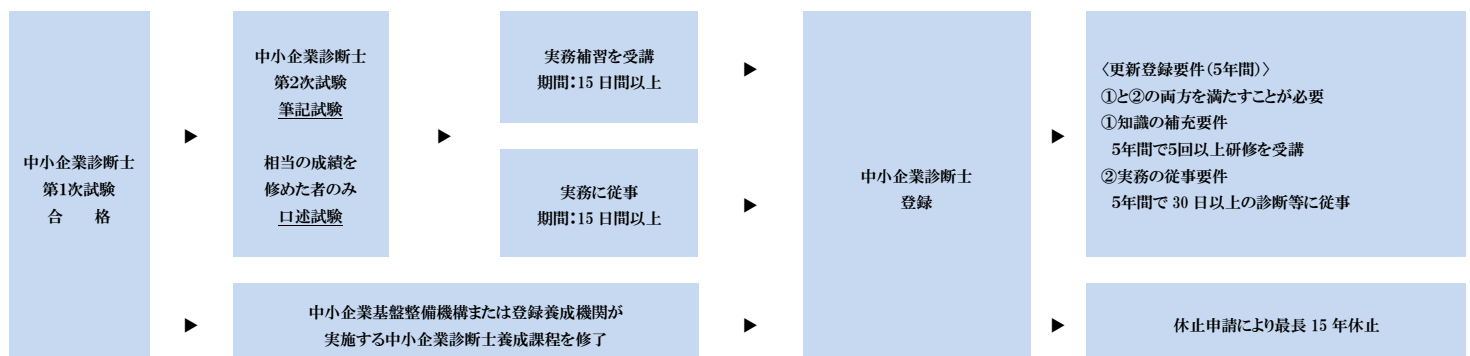 中小企業診断士
第1次試験
合　格
中小企業診断士
第2次試験
筆記試験
相当の成績を
修めた者のみ
口述試験
実務補習を受講
期間：15 日間以上
実務に従事
期間：15 日間以上
中小企業基盤整備機構または登録養成機関が
実施する中小企業診断士養成課程を修了
中小企業診断士
登録
〈更新登録要件（5年間）〉
①と②の両方を満たすことが必要
①知識の補充要件
5年間で5回以上研修を受講
②実務の従事要件
5年間で 30 日以上の診断等に従事
休止申請により最長 15 年休止